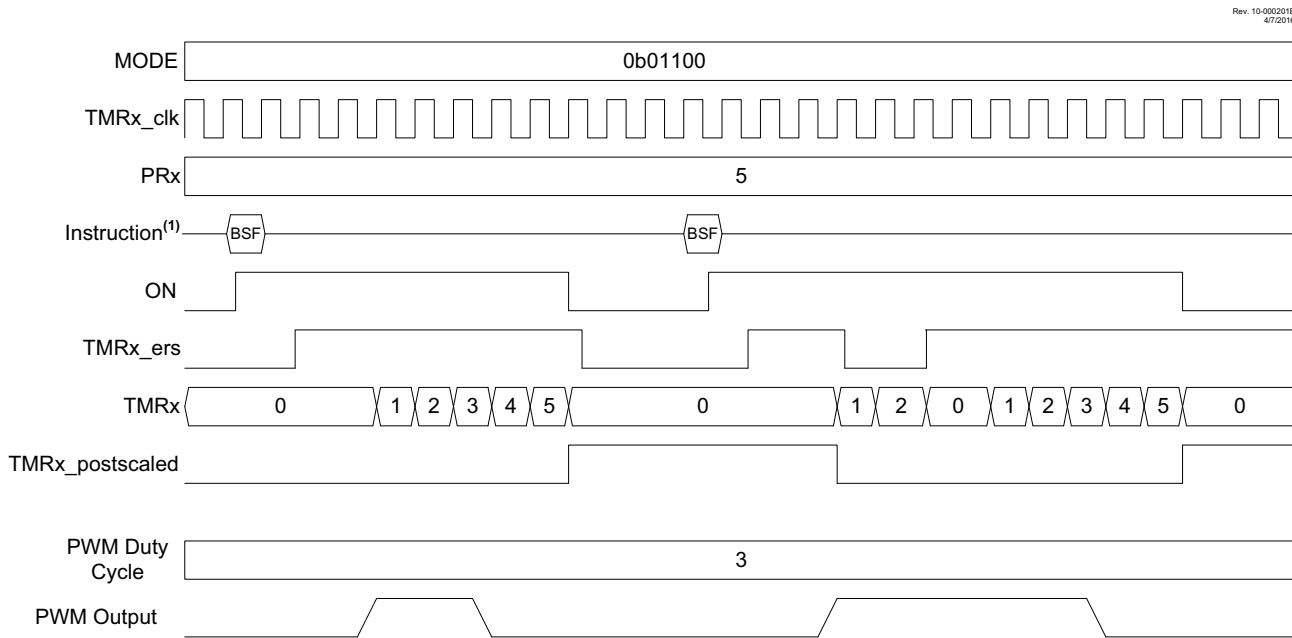 Rev. 10-000201B
4/7/2016
MODE 0b01100
TMRx_clk
PRx 5
Instruction(1) BSF BSF
ON
TMRx_ers
TMRx 0 1 2 3 4 5 0 1 2 0 1 2 3 4 5 0
TMRx_postscaled
PWM Duty
Cycle 3
PWM Output